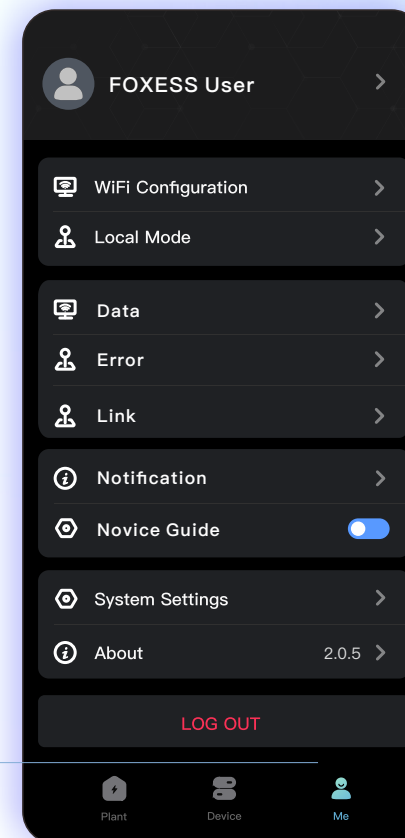 FOXESS User
WiFi Configuration
Local Mode
Data
Error
Link
Notification
Novice Guide
System Settings
About 2.0.5
LOG OUT
Plant Device Me